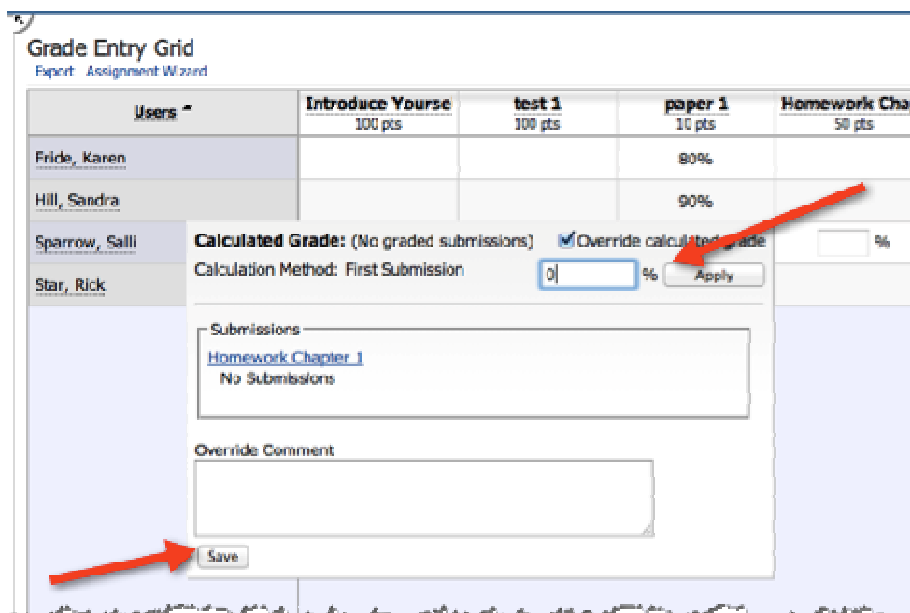 Grade Entry Grid
Export Assignment Wizard
Users Introduce Yourse test 1 paper 1 Homework Cha
100 pts 100 pts 10 pts 50 pts
Fride, Karen 80%
Hill, Sandra 90%
Sparrow, Salli %
Star, Rick
Calculated Grade: (No graded submissions) Override calculated grade
Calculation Method: First Submission 0 % Apply
Submissions
Homework Chapter 1
No Submissions
Override Comment
Save